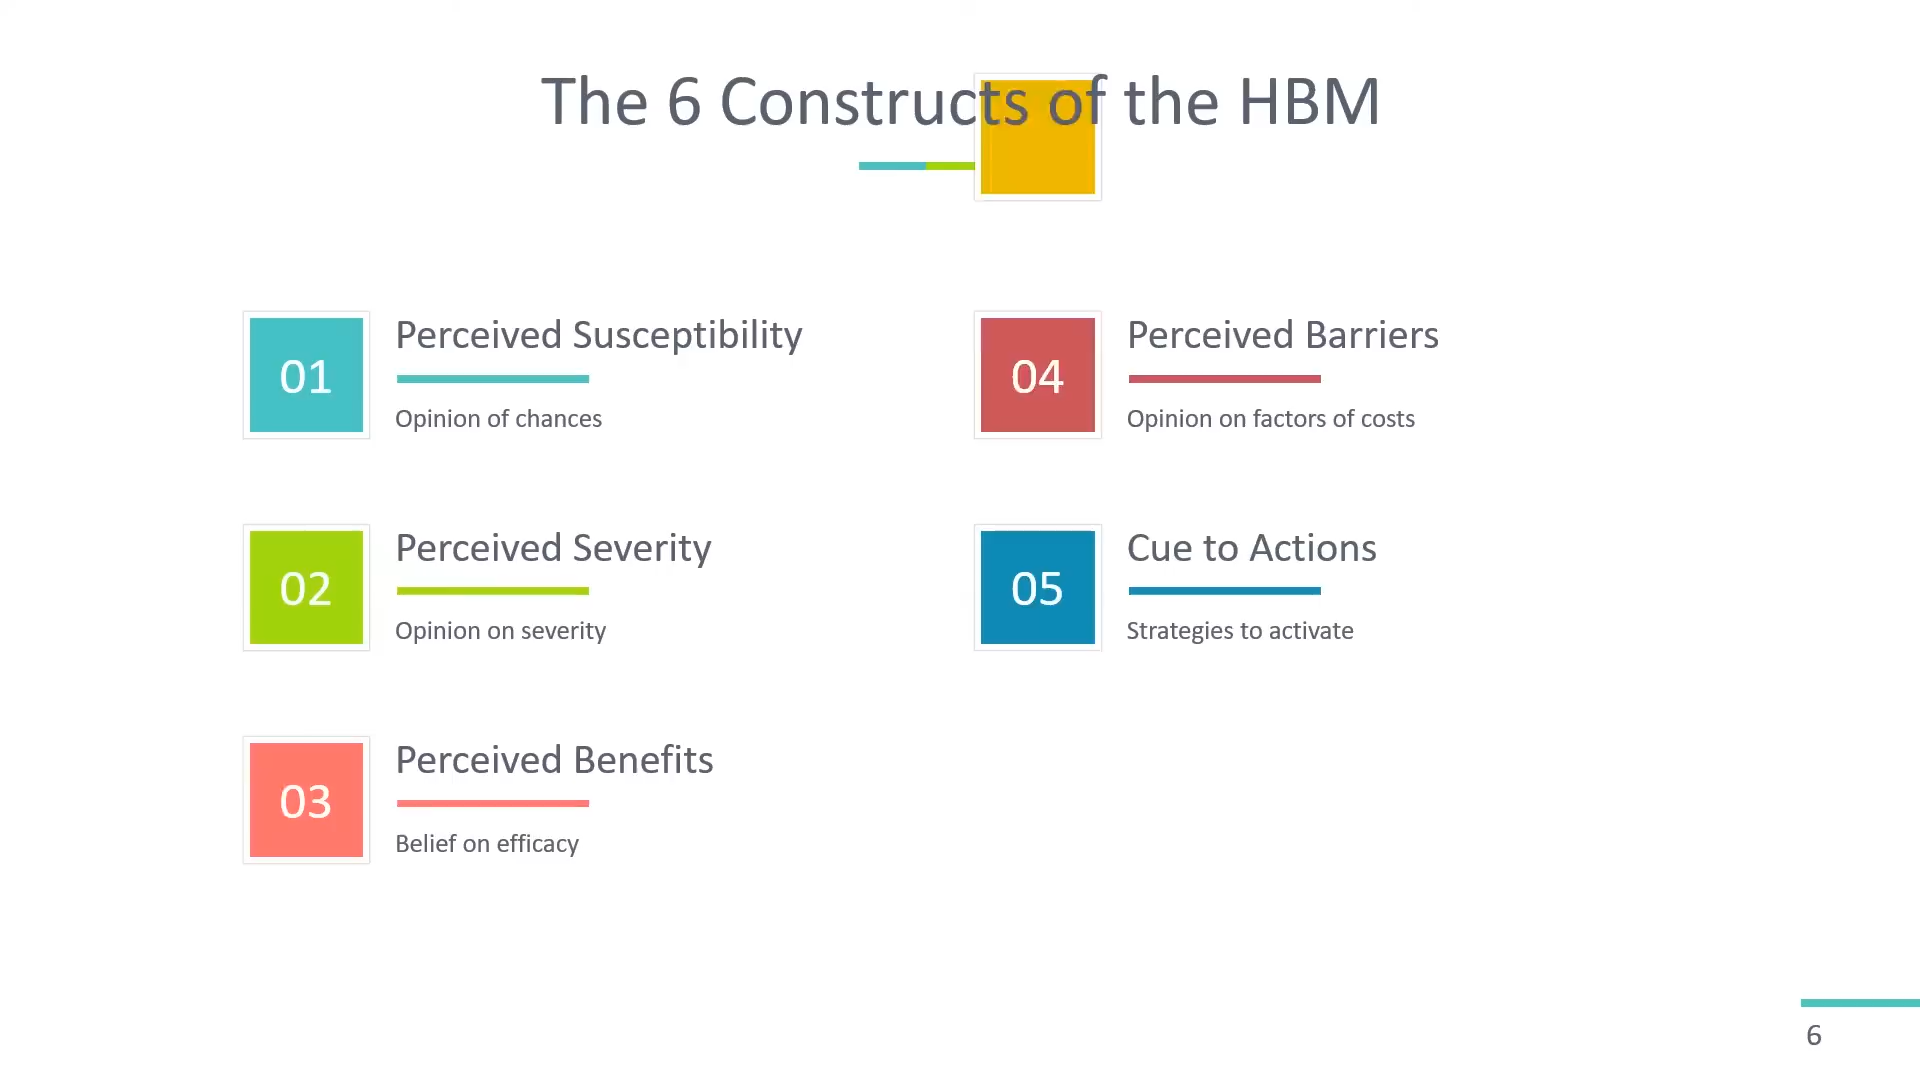 The 6 Constructs of the HBM
01
Perceived Susceptibility
Opinion of chances
02
Perceived Severity
Opinion on severity
03
Perceived Benefits
Belief on efficacy
04
Perceived Barriers
Opinion on factors of costs
05
Cue to Actions
Strategies to activate
6